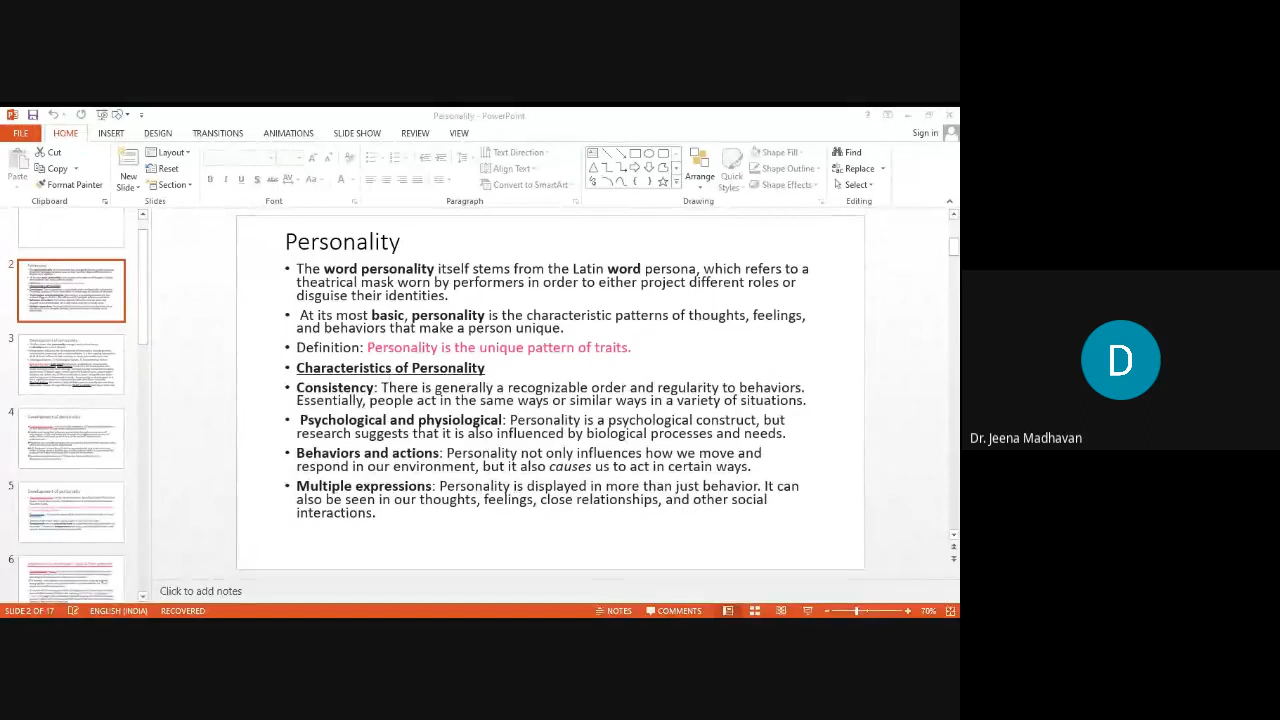 Personality - PowerPoint
FILE HOME INSERT DESIGN TRANSITIONS ANIMATIONS SLIDE SHOW REVIEW VIEW Sign in
Paste
Cut
Copy
Format Painter
Clipboard
New
Slide
Layout
Reset
Section
Slides
Font
Text Direction
Align Text
Convert to SmartArt
Paragraph
Arrange
Quick
Styles
Shape Fill
Shape Outline
Shape Effects
Drawing
Find
Replace
Select
Editing
2
3
4
5
6
Personality
• The word personality itself stems from the Latin word persona, which refers to a
theatrical mask worn by performers inorder to either project different roles or
disguise their identities.
• At its most basic, personality is the characteristic patterns of thoughts, feelings,
and behaviors that make a person unique.
• Definition: Personality is the unique pattern of traits.
• Characteristics of Personality
• Consistency: There is generally a recognizable order and regularity to behaviors.
Essentially, people act in the same ways or similar ways in a variety of situations.
• Psychological and physiological: Personality is a psychological construct, but
research suggests that it is also influenced by biological processes and needs.
• Behaviors and actions: Personality not only influences how we move and
respond in our environment, but it also causes us to act in certain ways.
• Multiple expressions: Personality is displayed in more than just behavior. It can
also be seen in our thoughts, feelings, close relationships, and other social
interactions.
Click to add notes
SLIDE 2 OF 17 ENGLISH (INDIA) RECOVERED NOTES COMMENTS 70%
D
Dr. Jeena Madhavan